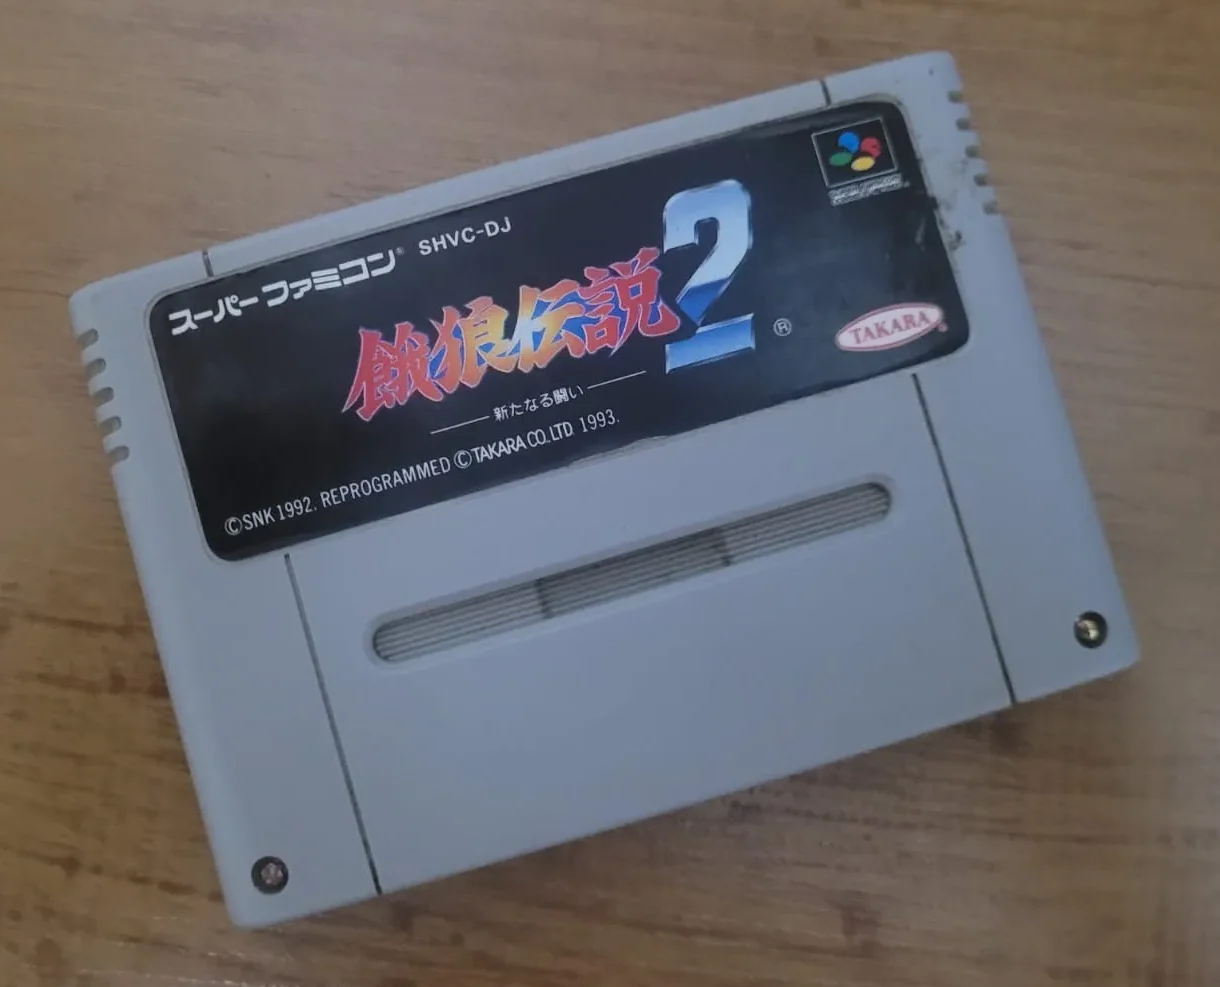 スーパーファミコン® SHVC-DJ
餓狼伝説2
®
新たなる闘い
TAKARA®
©SNK 1992. REPROGRAMMED ©TAKARA CO.,LTD. 1993.